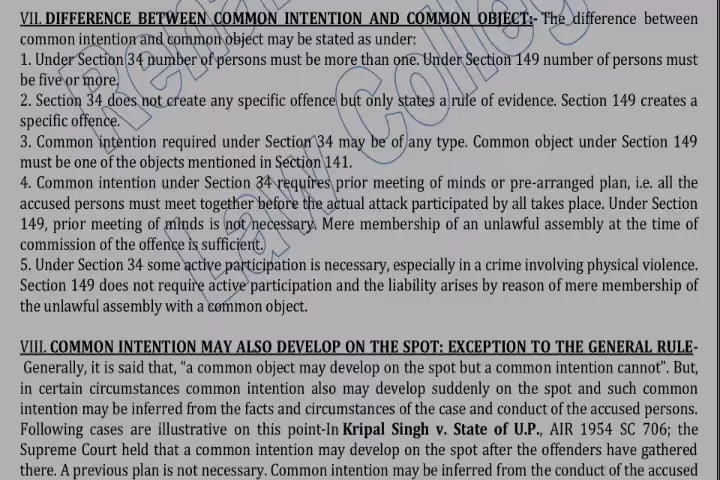 VII. DIFFERENCE BETWEEN COMMON INTENTION AND COMMON OBJECT:- The difference between
common intention and common object may be stated as under:
1. Under Section 34 number of persons must be more than one. Under Section 149 number of persons must
be five or more.
2. Section 34 does not create any specific offence but only states a rule of evidence. Section 149 creates a
specific offence.
3. Common intention required under Section 34 may be of any type. Common object under Section 149
must be one of the objects mentioned in Section 141.
4. Common intention under Section 34 requires prior meeting of minds or pre-arranged plan, i.e. all the
accused persons must meet together before the actual attack participated by all takes place. Under Section
149, prior meeting of minds is not necessary. Mere membership of an unlawful assembly at the time of
commission of the offence is sufficient.
5. Under Section 34 some active participation is necessary, especially in a crime involving physical violence.
Section 149 does not require active participation and the liability arises by reason of mere membership of
the unlawful assembly with a common object.
VIII. COMMON INTENTION MAY ALSO DEVELOP ON THE SPOT: EXCEPTION TO THE GENERAL RULE-
Generally, it is said that, “a common object may develop on the spot but a common intention cannot”. But,
in certain circumstances common intention also may develop suddenly on the spot and such common
intention may be inferred from the facts and circumstances of the case and conduct of the accused persons.
Following cases are illustrative on this point-In Kripal Singh v. State of U.P., AIR 1954 SC 706; the
Supreme Court held that a common intention may develop on the spot after the offenders have gathered
there. A previous plan is not necessary. Common intention may be inferred from the conduct of the accused
Law College